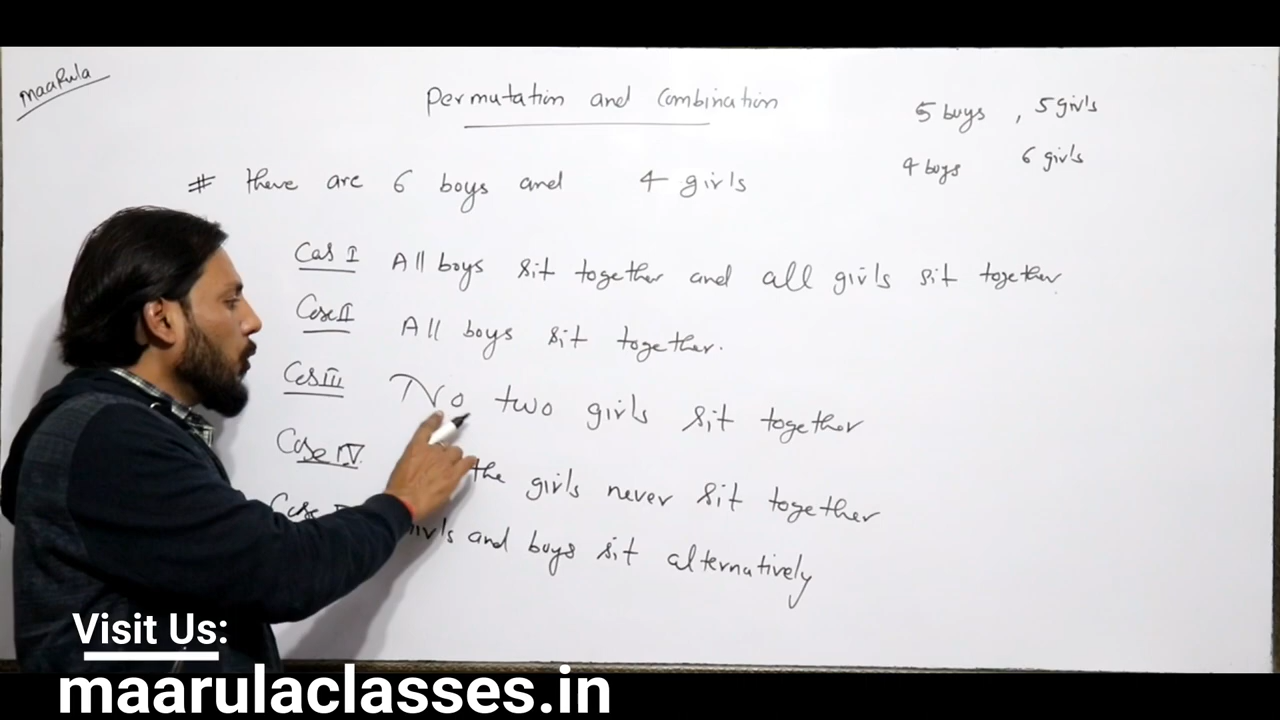 maaRula
Permutation and Combination
5 boys , 5 girls
4 boys 6 girls
# there are 6 boys and 4 girls
Cas I All boys sit together and all girls sit together.
Case II All boys sit together.
Cas III No two girls sit together
Case IV the girls never sit together
Case girls and boys sit alternatively
Visit Us:
maarulaclasses.in